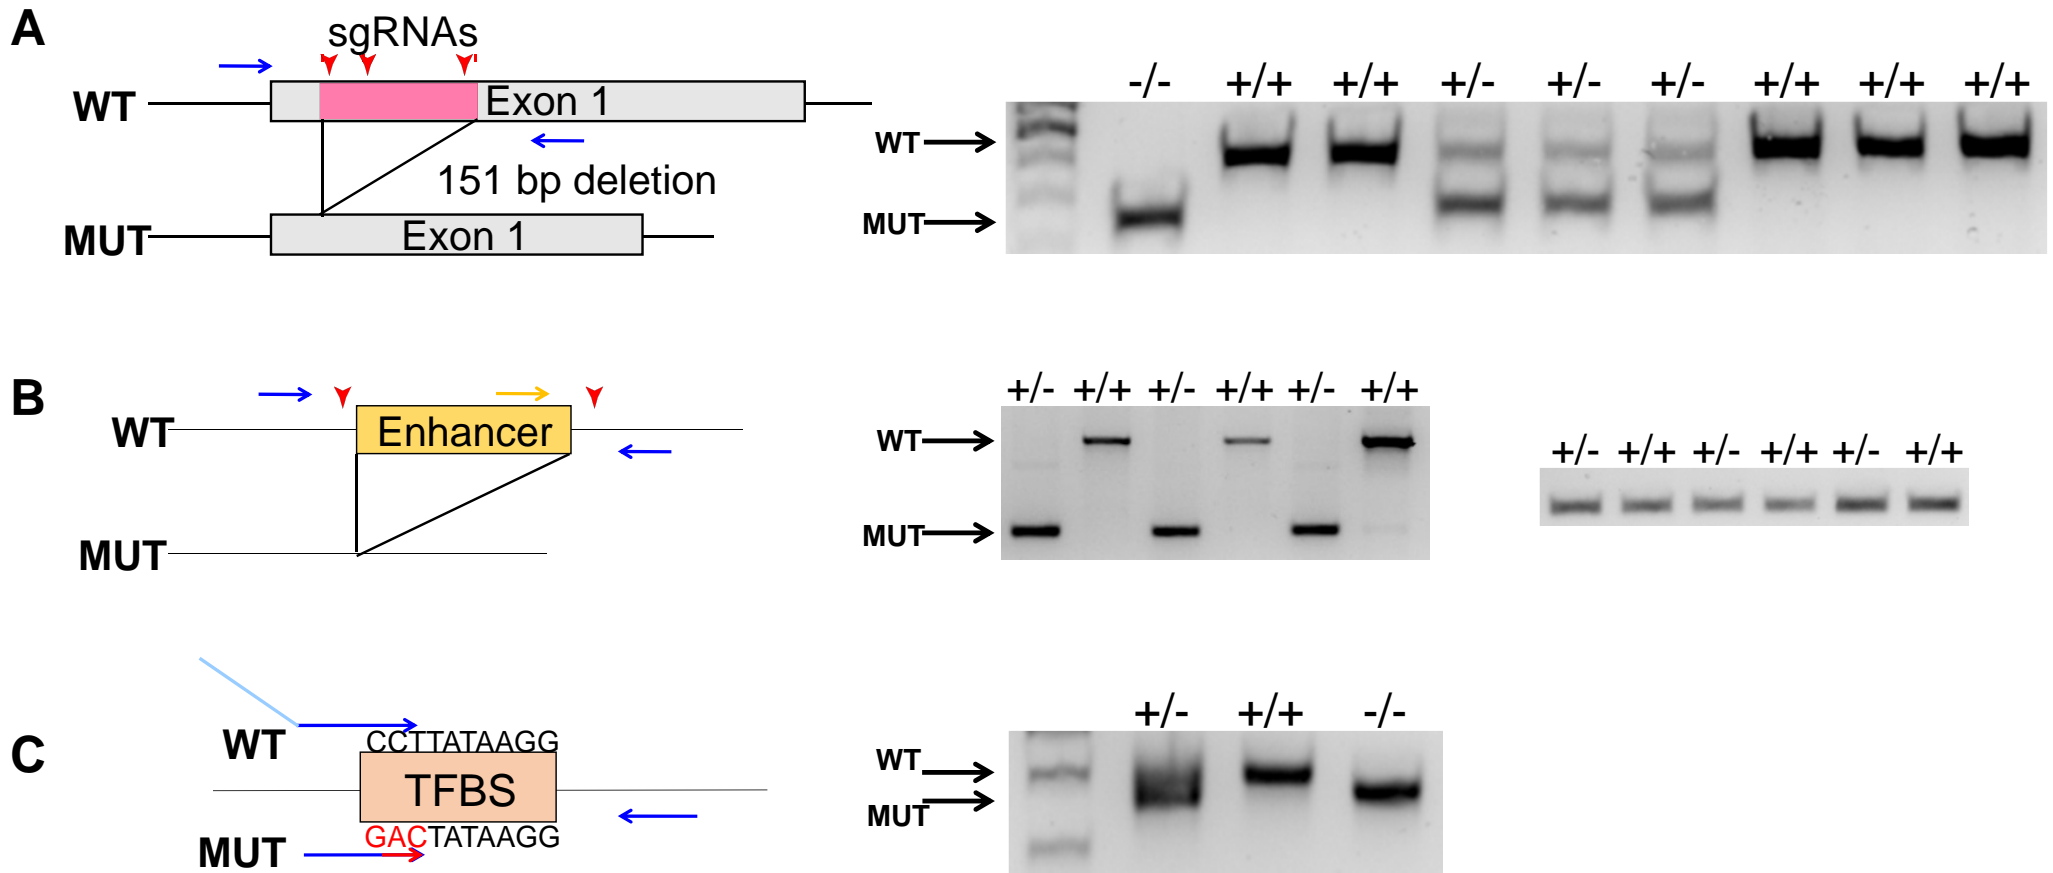 A
sgRNAs
WT
Exon 1
151 bp deletion
MUT
Exon 1
-/- +/+ +/+ +/- +/- +/- +/+ +/+ +/+
WT
MUT
B
WT
Enhancer
MUT
+/- +/+ +/- +/+ +/- +/+
WT
MUT
+/- +/+ +/- +/+ +/- +/+
C
WT
CCTTATAAGG
TFBS
GACTATAAGG
MUT
+/- +/+ -/-
WT
MUT